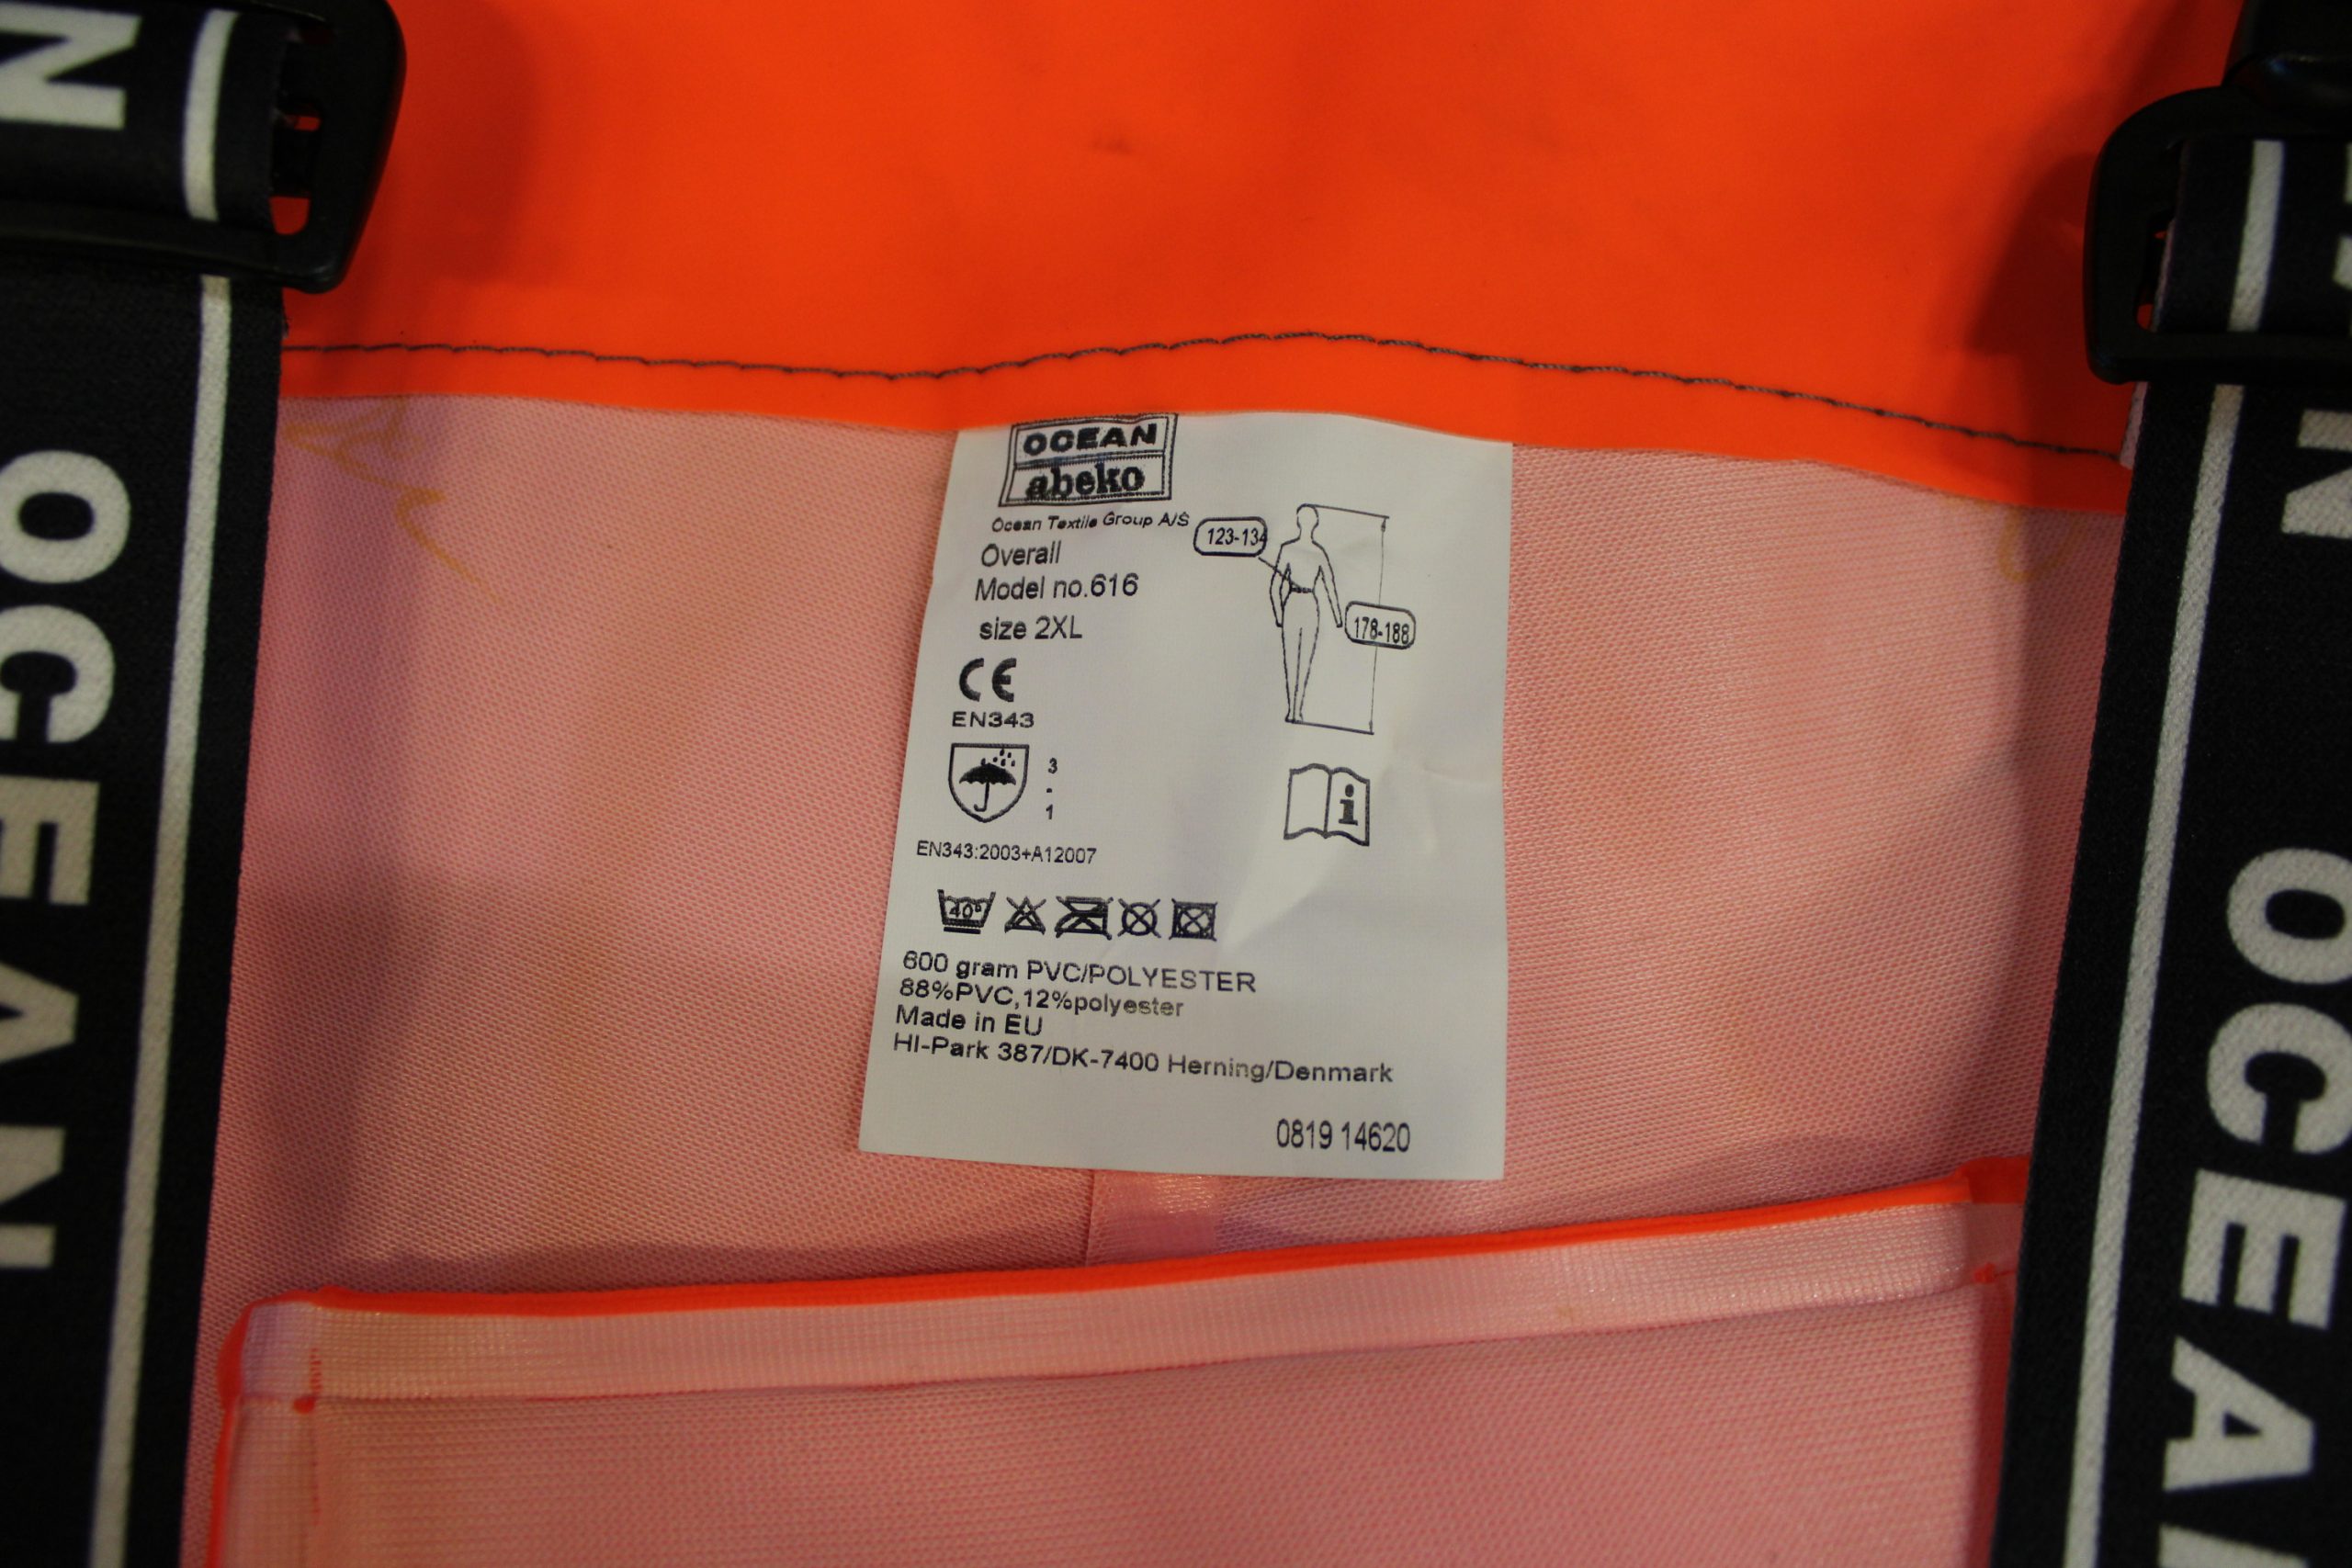 OCEAN
abeko
Ocean Textile Group A/S
Overall
Model no.616
size 2XL
CE
EN343
3
-
1
EN343:2003+A12007
123-134
178-188
i
40°
600 gram PVC/POLYESTER
88%PVC,12%polyester
Made in EU
HI-Park 387/DK-7400 Herning/Denmark
0819 14620
N
OCEAN
AN
OCEAN